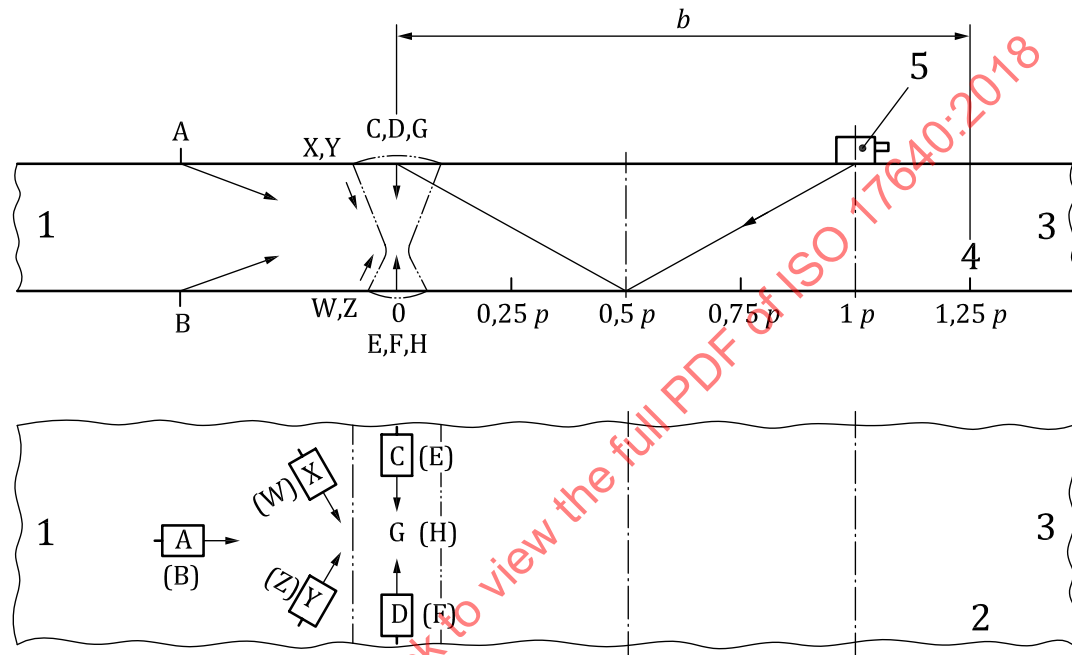 b
5
A
C,D,G
X,Y
1
3
4
B
W,Z
0
0,25 p
0,5 p
0,75 p
1 p
1,25 p
E,F,H
C (E)
X
(W)
1
A
G (H)
3
(B)
(Z)
Y
D (F)
2
ck to view the full PDF of ISO 17640:2018